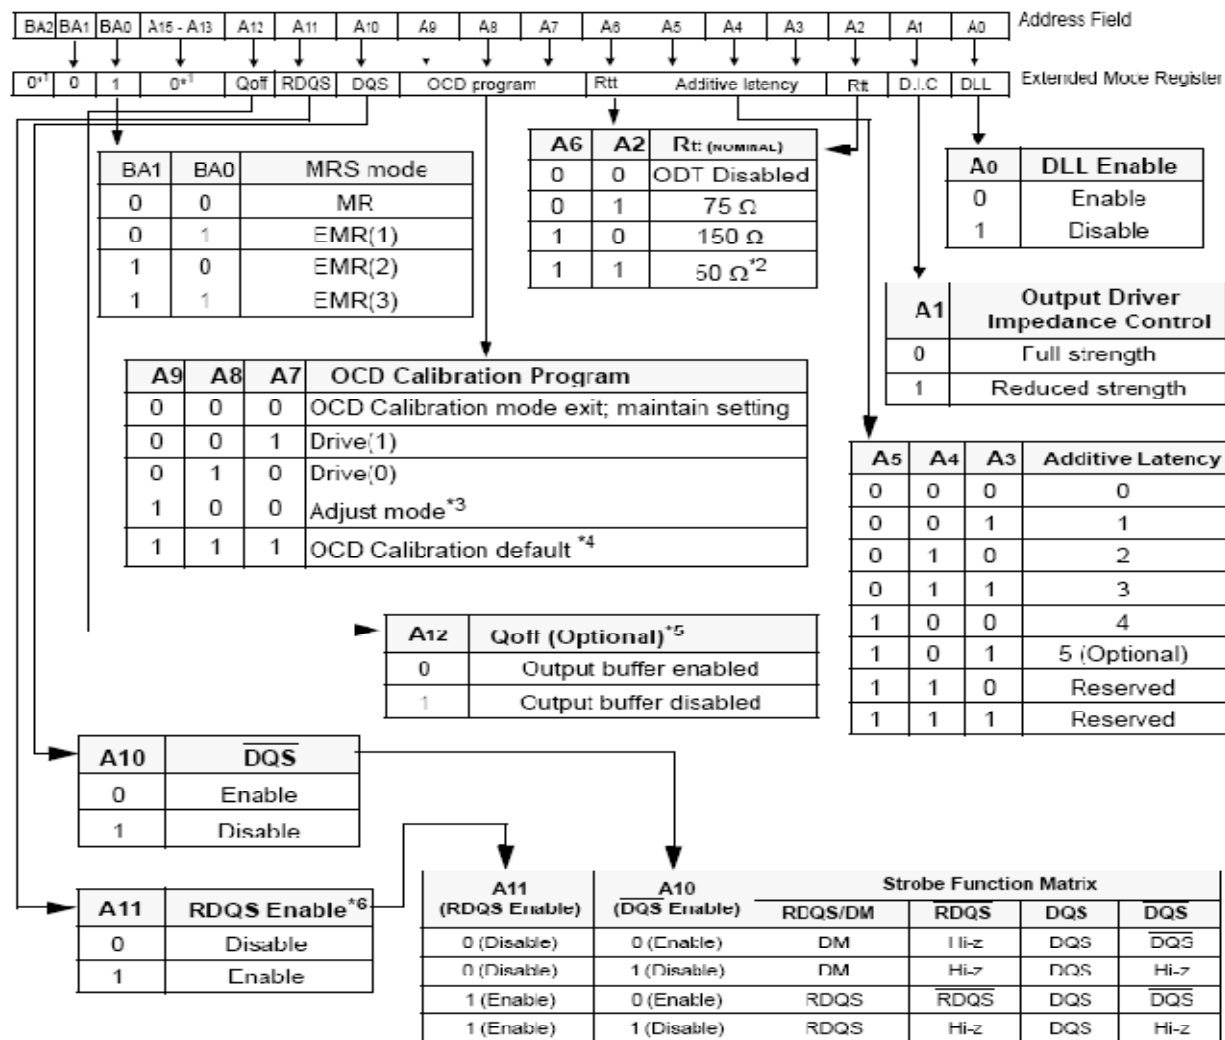 BA2 BA1 BA0 A15 - A13 A12 A11 A10 A9 A8 A7 A6 A5 A4 A3 A2 A1 A0 Address Field
0*1 0 1 0*1 Qoff RDQS DQS OCD program Rtt Additive latency Rtt D.I.C DLL Extended Mode Register
BA1 BA0 MRS mode
0 0 MR
0 1 EMR(1)
1 0 EMR(2)
1 1 EMR(3)
A6 A2 Rtt (NOMINAL)
0 0 ODT Disabled
0 1 75 Ω
1 0 150 Ω
1 1 50 Ω*2
A0 DLL Enable
0 Enable
1 Disable
A1 Output Driver
Impedance Control
0 Full strength
1 Reduced strength
A9 A8 A7 OCD Calibration Program
0 0 0 OCD Calibration mode exit; maintain setting
0 0 1 Drive(1)
0 1 0 Drive(0)
1 0 0 Adjust mode*3
1 1 1 OCD Calibration default *4
A5 A4 A3 Additive Latency
0 0 0 0
0 0 1 1
0 1 0 2
0 1 1 3
1 0 0 4
1 0 1 5 (Optional)
1 1 0 Reserved
1 1 1 Reserved
A12 Qoff (Optional)*5
0 Output buffer enabled
1 Output buffer disabled
A10 D̅Q̅S̅
0 Enable
1 Disable
A11 RDQS Enable*6
0 Disable
1 Enable
A11
(RDQS Enable)
A10
(D̅Q̅S̅ Enable)
Strobe Function Matrix
RDQS/DM R̅D̅Q̅S̅ DQS D̅Q̅S̅
0 (Disable) 0 (Enable) DM Hi-z DQS D̅Q̅S̅
0 (Disable) 1 (Disable) DM Hi-z DQS Hi-z
1 (Enable) 0 (Enable) RDQS R̅D̅Q̅S̅ DQS D̅Q̅S̅
1 (Enable) 1 (Disable) RDQS Hi-z DQS Hi-z